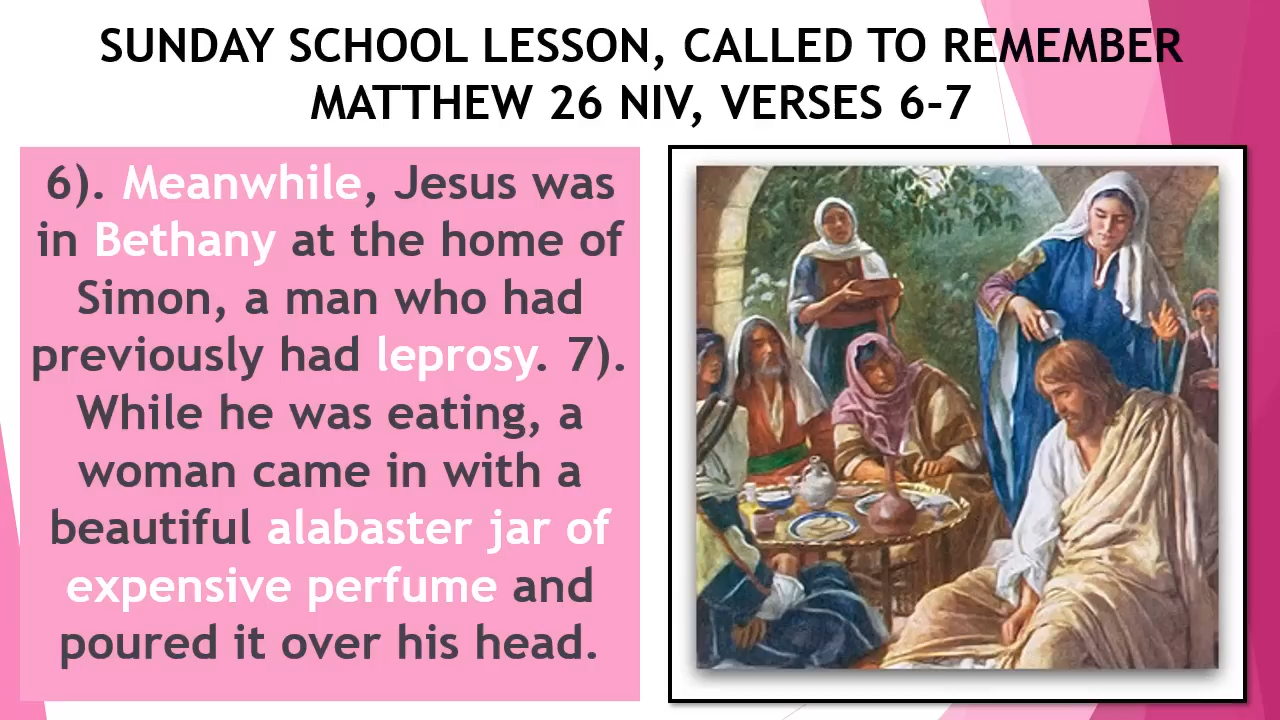 SUNDAY SCHOOL LESSON, CALLED TO REMEMBER
MATTHEW 26 NIV, VERSES 6-7
6). Meanwhile, Jesus was
in Bethany at the home of
Simon, a man who had
previously had leprosy. 7).
While he was eating, a
woman came in with a
beautiful alabaster jar of
expensive perfume and
poured it over his head.